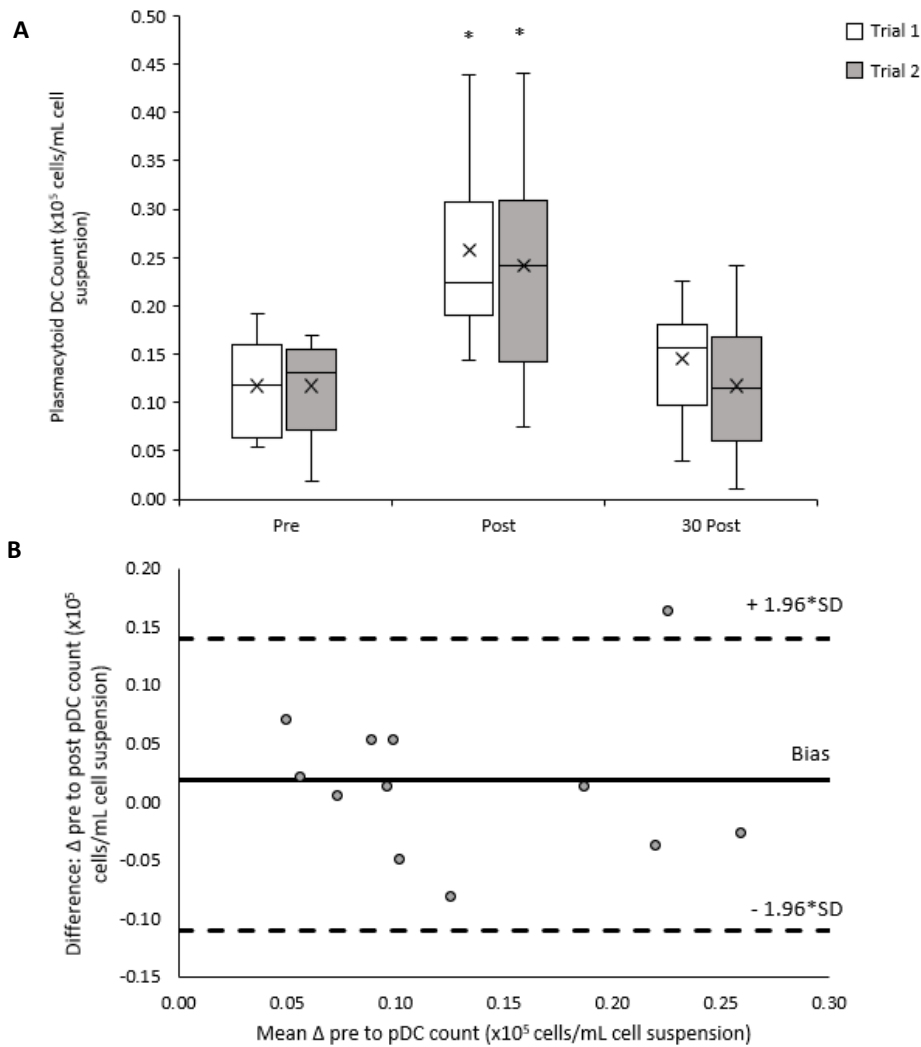 A
* *
Trial 1
Trial 2
Plasmacytoid DC Count (x10⁵ cells/mL cell
suspension)
0.50
0.45
0.40
0.35
0.30
0.25
0.20
0.15
0.10
0.05
0.00
Pre Post 30 Post
B
Difference: Δ pre to post pDC count (x10⁵
cells/mL cell suspension)
0.20
0.15
0.10
0.05
0.00
-0.05
-0.10
-0.15
+ 1.96*SD
Bias
- 1.96*SD
0.00 0.05 0.10 0.15 0.20 0.25 0.30
Mean Δ pre to pDC count (x10⁵ cells/mL cell suspension)